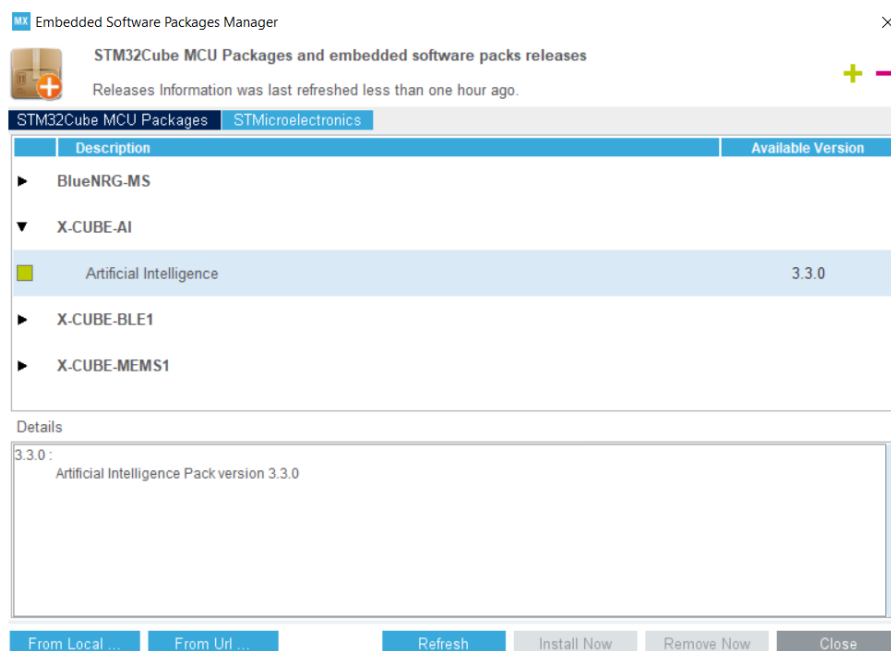 MX Embedded Software Packages Manager
STM32Cube MCU Packages and embedded software packs releases
Releases Information was last refreshed less than one hour ago.
STM32Cube MCU Packages STMicroelectronics
Description Available Version
BlueNRG-MS
X-CUBE-AI
Artificial Intelligence 3.3.0
X-CUBE-BLE1
X-CUBE-MEMS1
Details
3.3.0 :
Artificial Intelligence Pack version 3.3.0
From Local ... From Url ... Refresh Install Now Remove Now Close